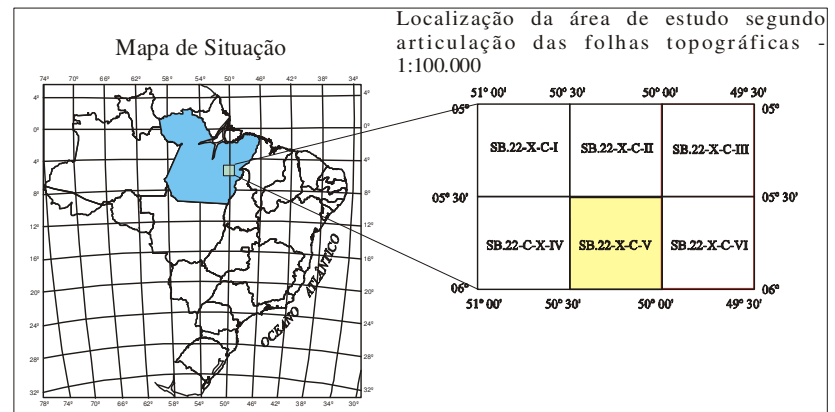 Localização da área de estudo segundo
articulação das folhas topográficas -
1:100.000
Mapa de Situação
74° 70° 66° 62° 58° 54° 50° 46° 42° 38° 34°
4° 4°
0° 0°
4° 4°
8° 8°
12° 12°
16° 16°
20° 20°
24° 24°
28° 28°
32° 32°
78° 74° 70° 66° 62° 58° 54° 50° 46° 42° 38° 34° 30°
OCEANO ATLÂNTICO
51° 00' 50° 30' 50° 00' 49° 30'
05° 05°
SB.22-X-C-I SB.22-X-C-II SB.22-X-C-III
05° 30' 05° 30'
SB.22-C-X-IV SB.22-X-C-V SB.22-X-C-VI
06° 06°
51° 00' 50° 30' 50° 00' 49° 30'